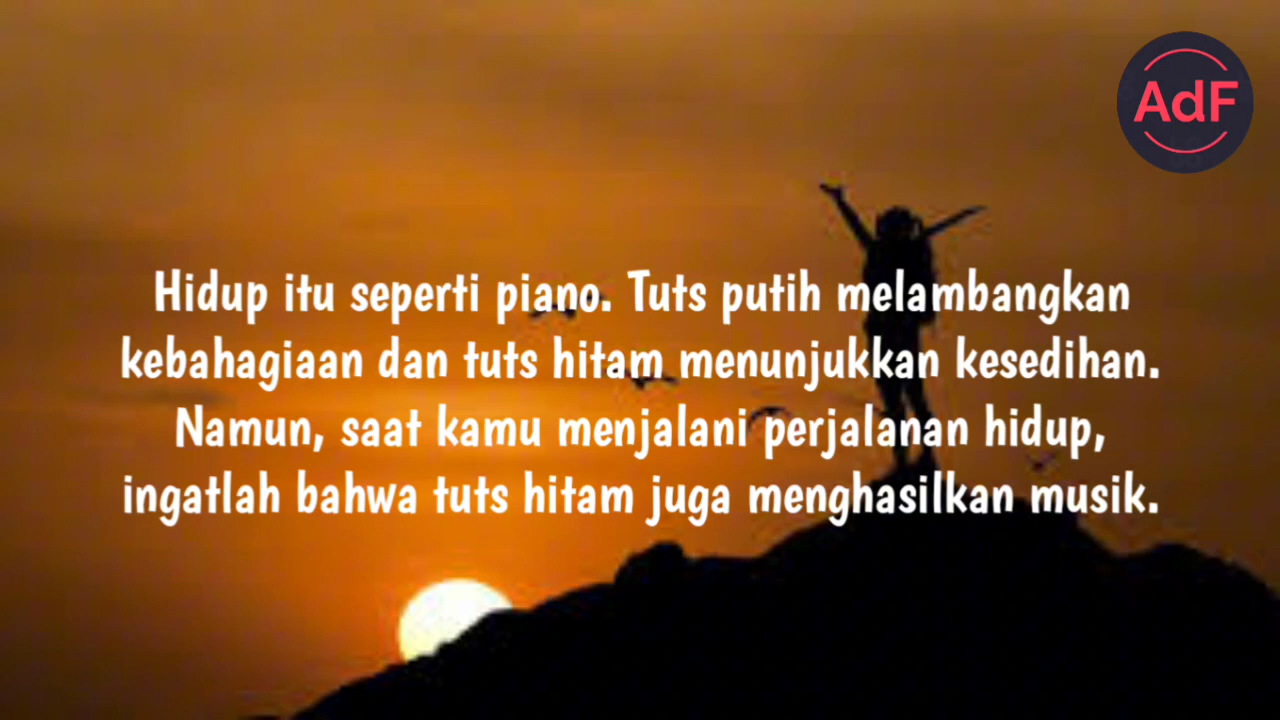 AdF
Hidup itu seperti piano. Tuts putih melambangkan
kebahagiaan dan tuts hitam menunjukkan kesedihan.
Namun, saat kamu menjalani perjalanan hidup,
ingatlah bahwa tuts hitam juga menghasilkan musik.